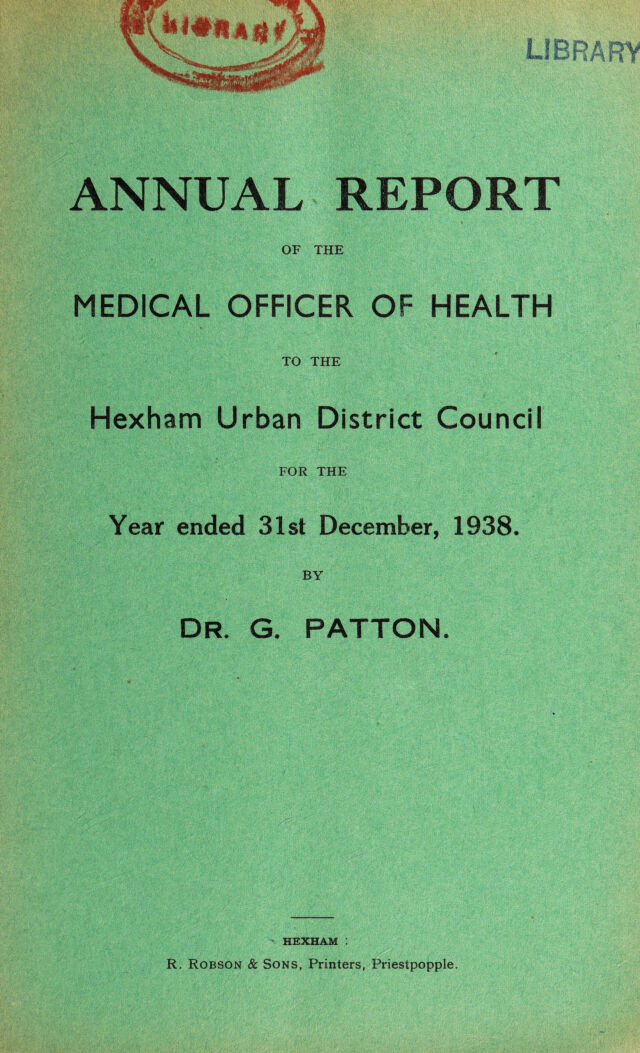 LIBRARY
LIBRARY
ANNUAL REPORT
OF THE
MEDICAL OFFICER OF HEALTH
TO THE
Hexham Urban District Council
FOR THE
Year ended 31st December, 1938.
BY
DR. G. PATTON.
HEXHAM :
R. ROBSON & SONS, Printers, Priestpopple.